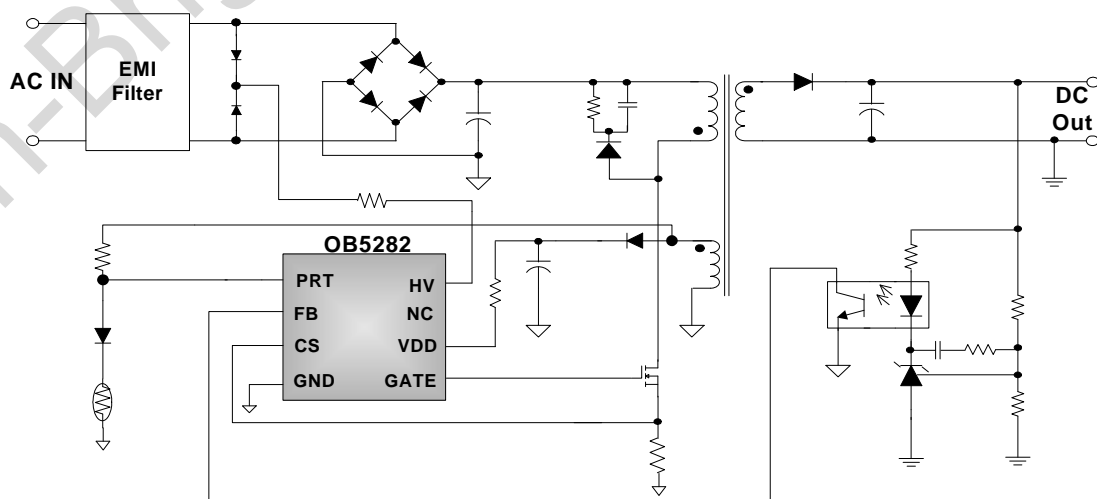 AC IN
EMI
Filter
DC
Out
OB5282
PRT
HV
FB
NC
CS
VDD
GND
GATE